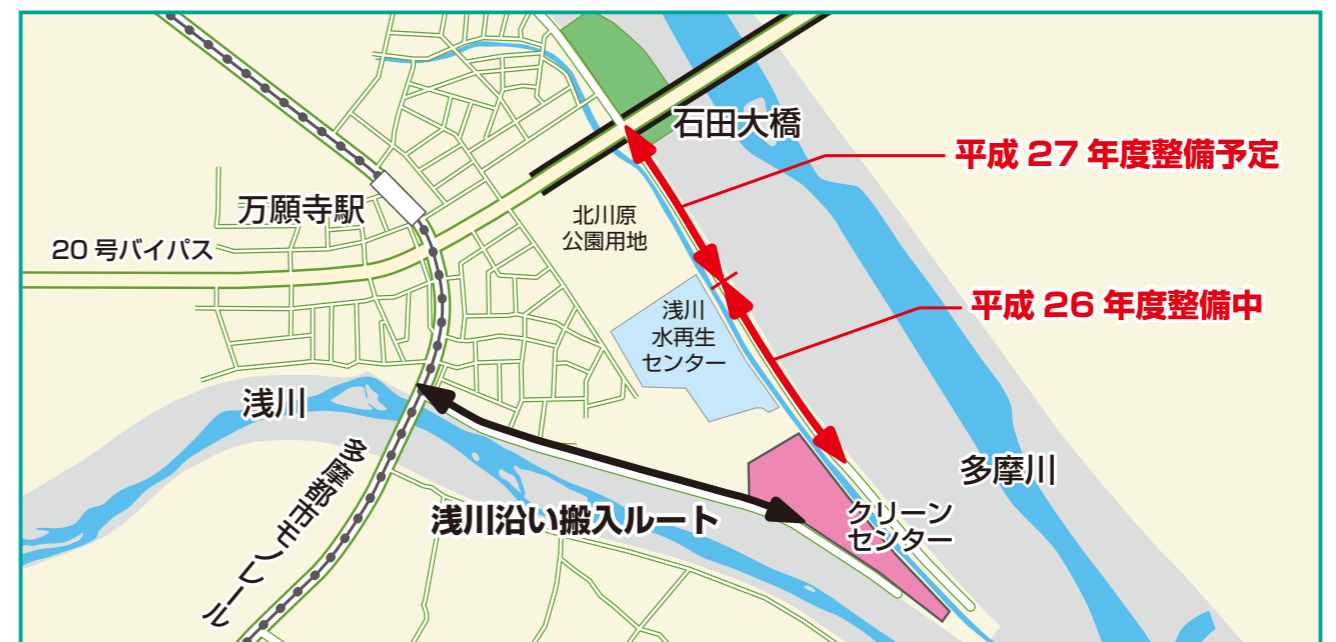 石田大橋
平成 27 年度整備予定
万願寺駅
北川原
公園用地
20 号バイパス
浅川
水再生
センター
平成 26 年度整備中
浅川
多摩都市モノレール
多摩川
浅川沿い搬入ルート
クリーン
センター